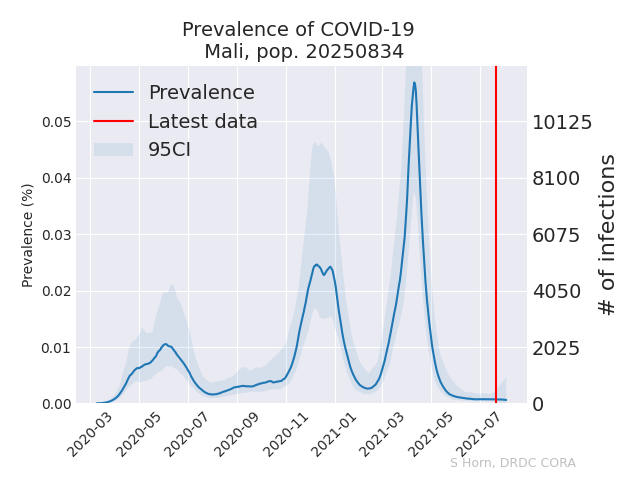 Prevalence of COVID-19
Mali, pop. 20250834
Prevalence
Latest data
95CI
0.05
0.04
0.03
0.02
0.01
0.00
Prevalence (%)
10125
8100
6075
4050
2025
0
# of infections
2020-03
2020-05
2020-07
2020-09
2020-11
2021-01
2021-03
2021-05
2021-07
S Horn, DRDC CORA